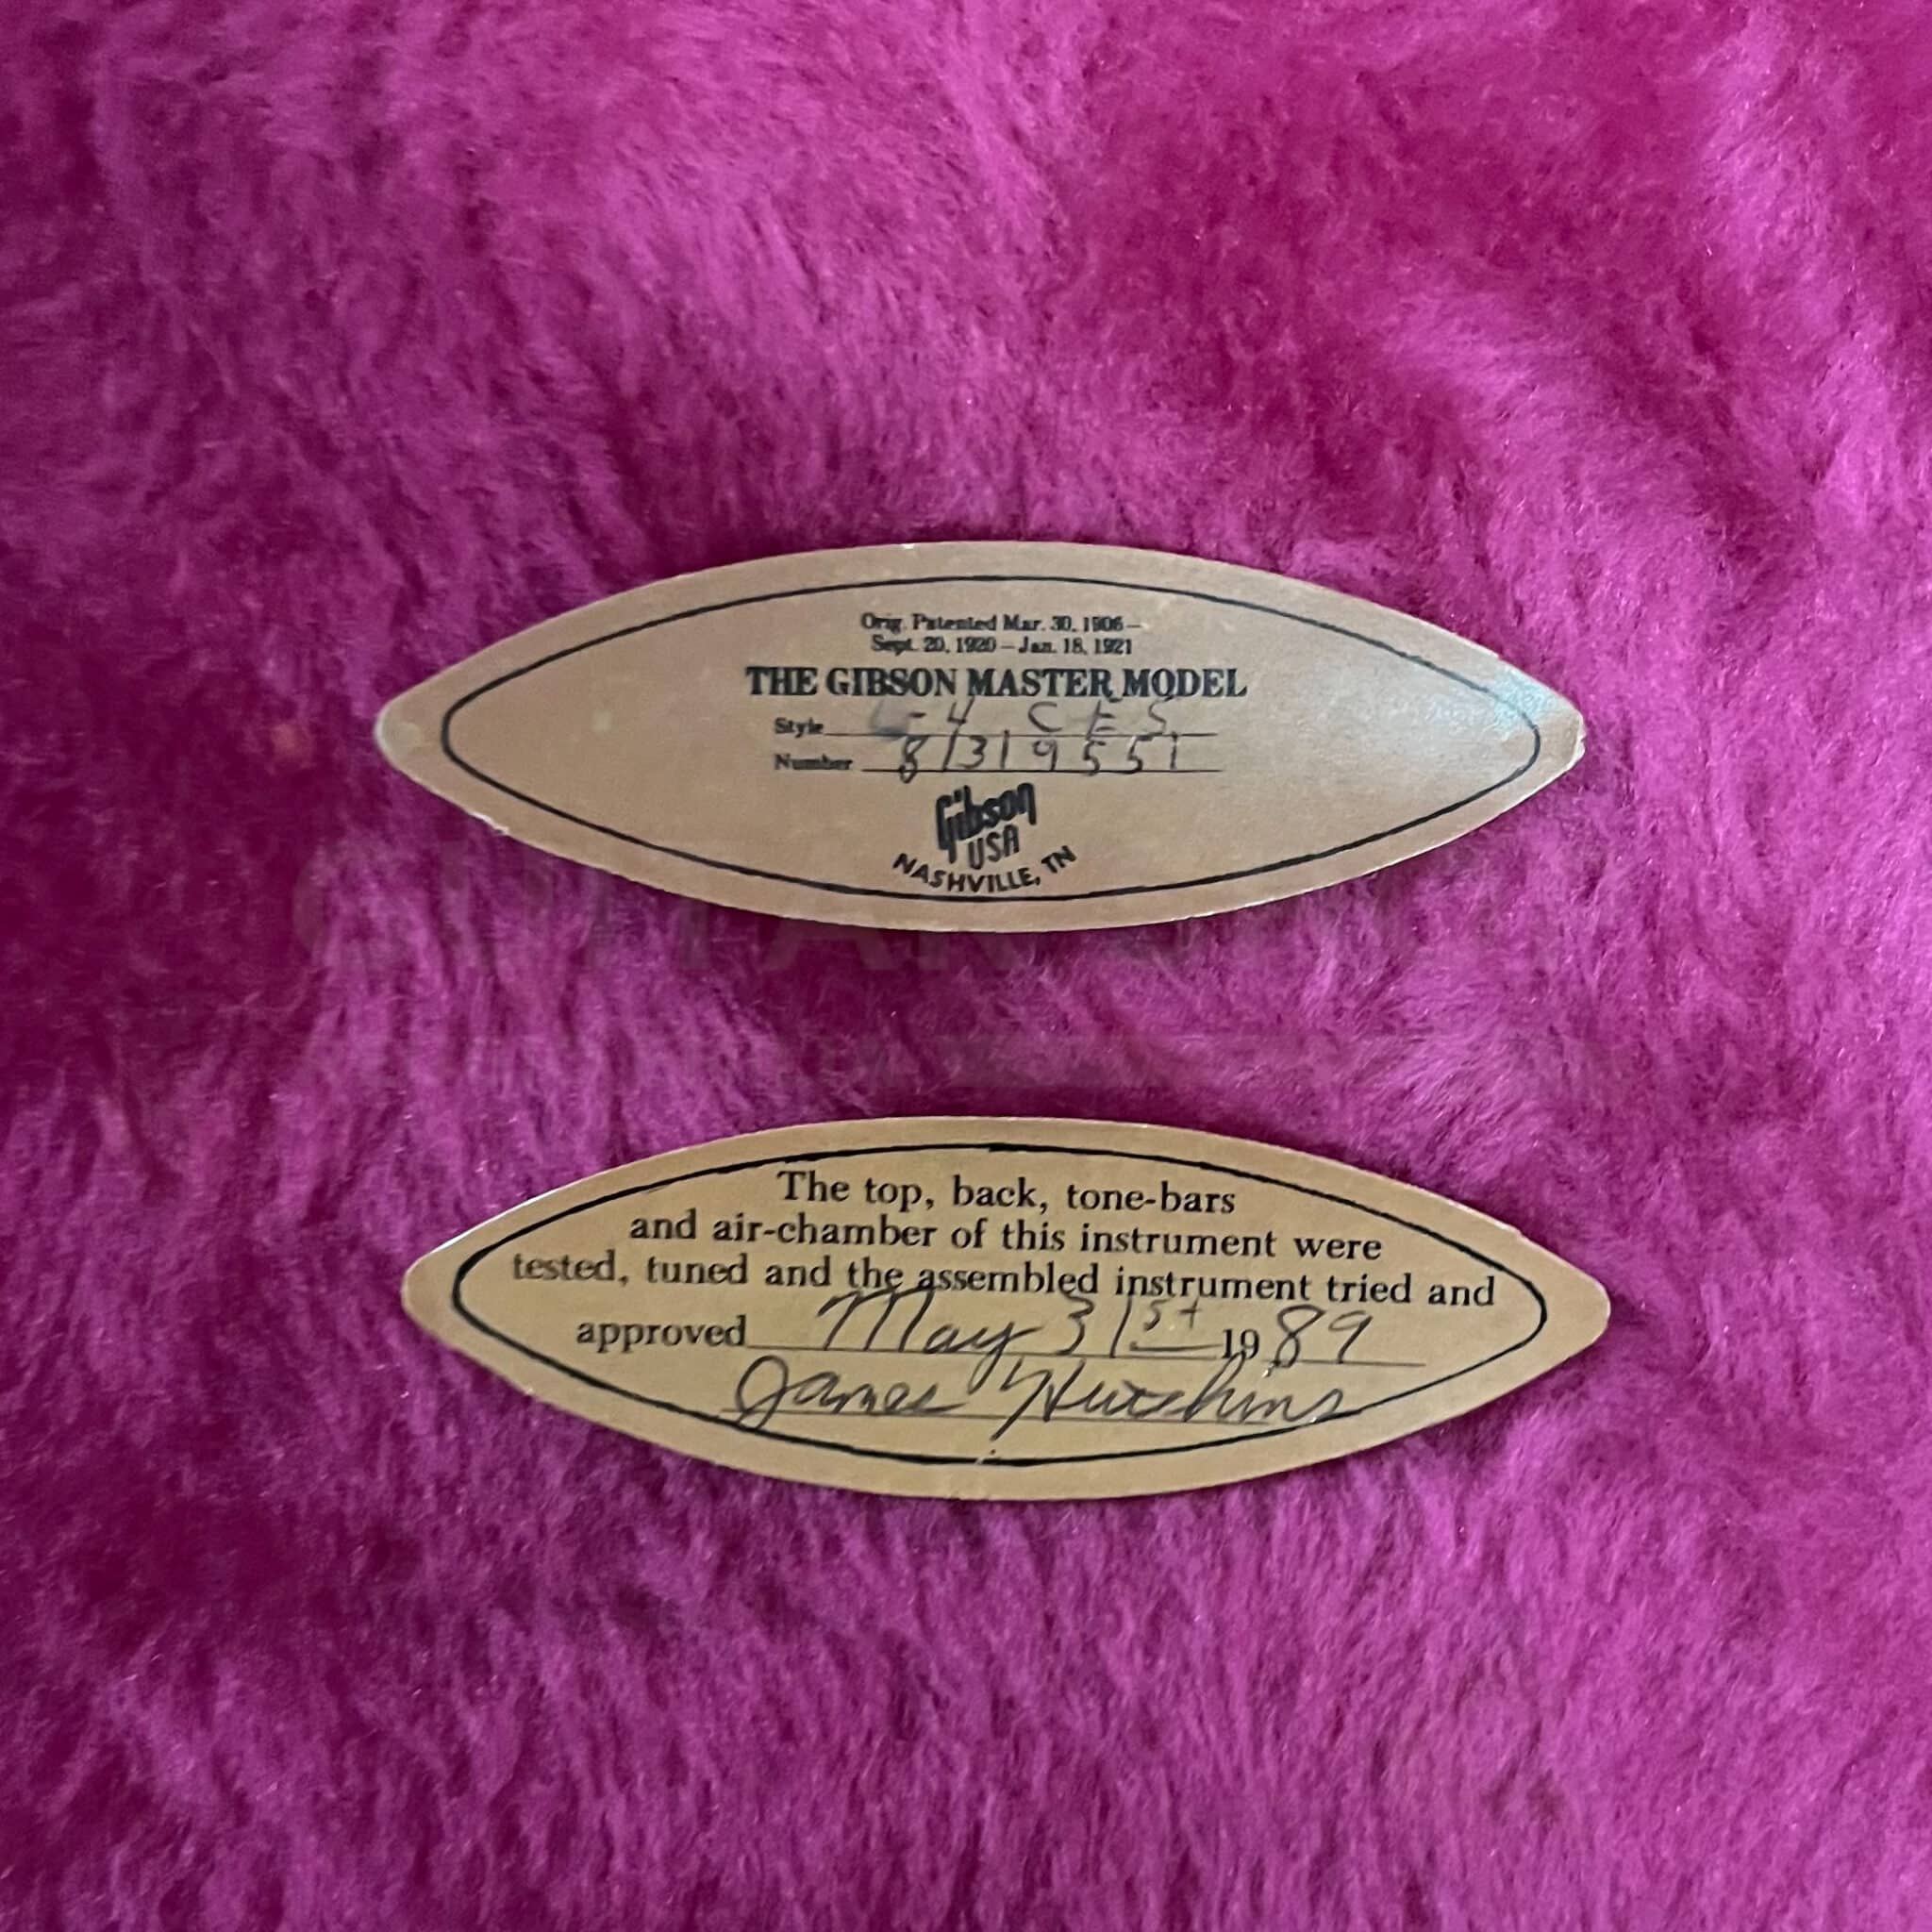 Orig. Patented Mar. 30, 1906 –
Sept. 20, 1920 – Jan. 18, 1921
THE GIBSON MASTER MODEL
Style L-4 CES
Number 81319551
Gibson
USA
NASHVILLE, TN
The top, back, tone-bars
and air-chamber of this instrument were
tested, tuned and the assembled instrument tried and
approved May 31st 1989
James Hutchins